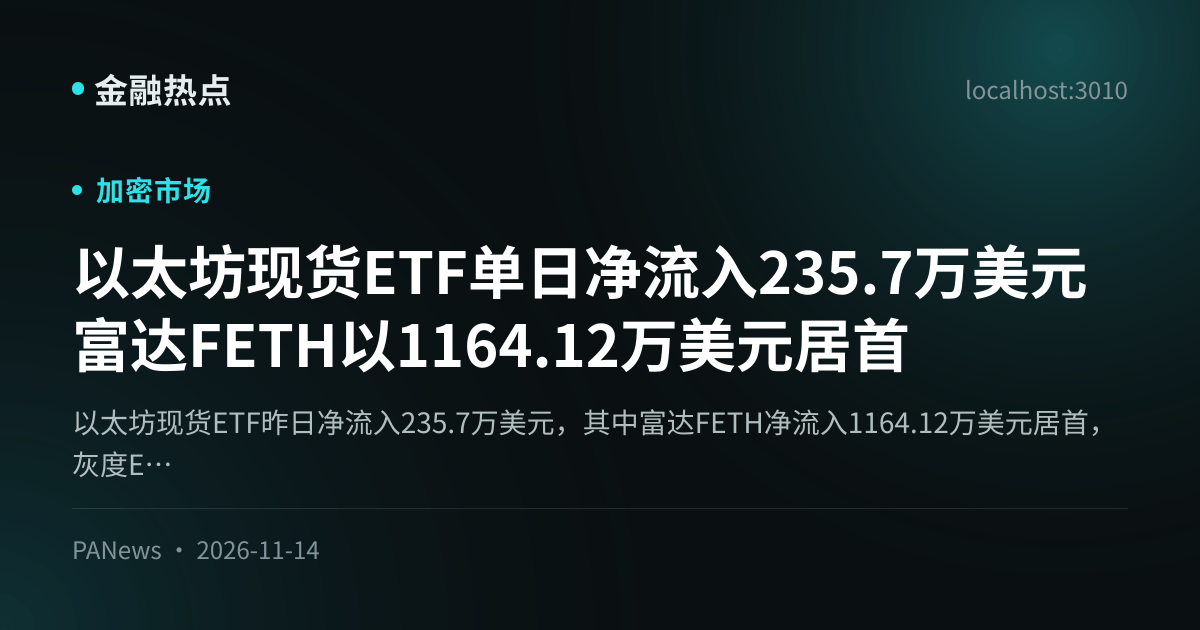 金融热点
localhost:3010
加密市场
以太坊现货ETF单日净流入235.7万美元
富达FETH以1164.12万美元居首
以太坊现货ETF昨日净流入235.7万美元，其中富达FETH净流入1164.12万美元居首，
灰度E…
PANews · 2026-11-14